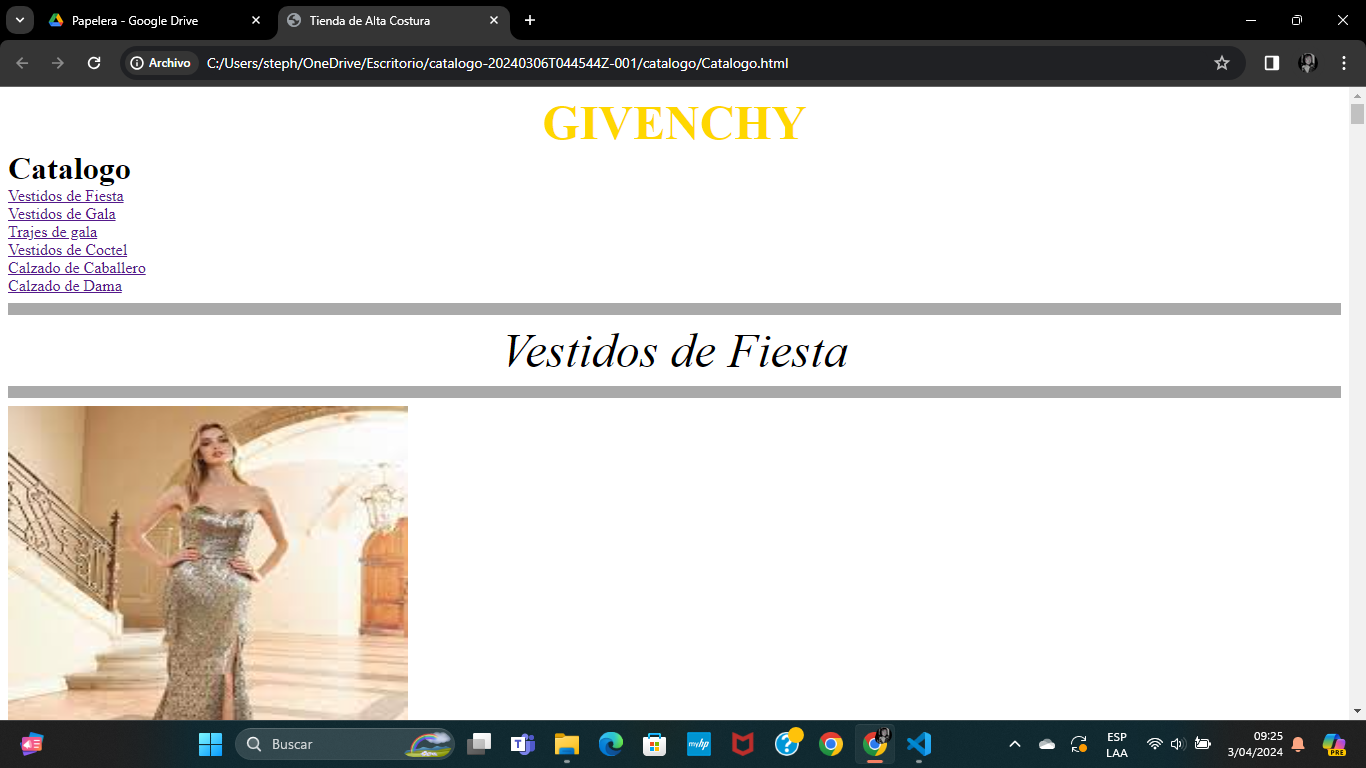 Papelera - Google Drive
Tienda de Alta Costura
Archivo
C:/Users/steph/OneDrive/Escritorio/catalogo-20240306T044544Z-001/catalogo/Catalogo.html
GIVENCHY
Catalogo
Vestidos de Fiesta
Vestidos de Gala
Trajes de gala
Vestidos de Coctel
Calzado de Caballero
Calzado de Dama
Vestidos de Fiesta
Buscar
myhp
ESP
LAA
09:25
3/04/2024
PRE